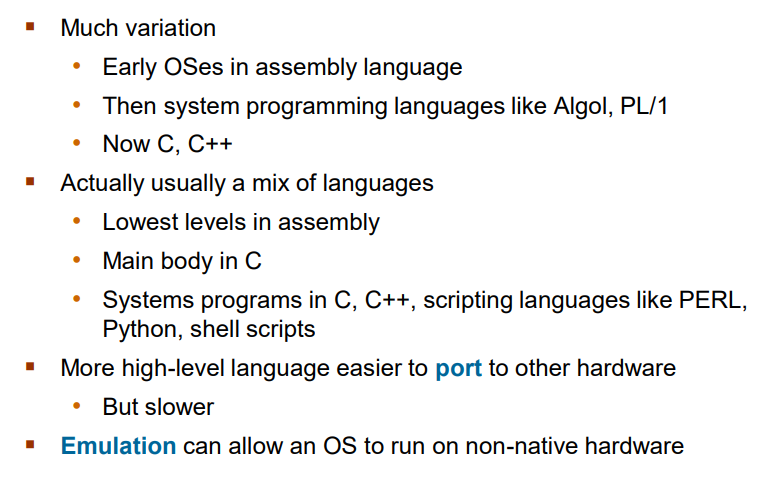 ▪ Much variation
• Early OSes in assembly language
• Then system programming languages like Algol, PL/1
• Now C, C++
▪ Actually usually a mix of languages
• Lowest levels in assembly
• Main body in C
• Systems programs in C, C++, scripting languages like PERL,
Python, shell scripts
▪ More high-level language easier to port to other hardware
• But slower
▪ Emulation can allow an OS to run on non-native hardware